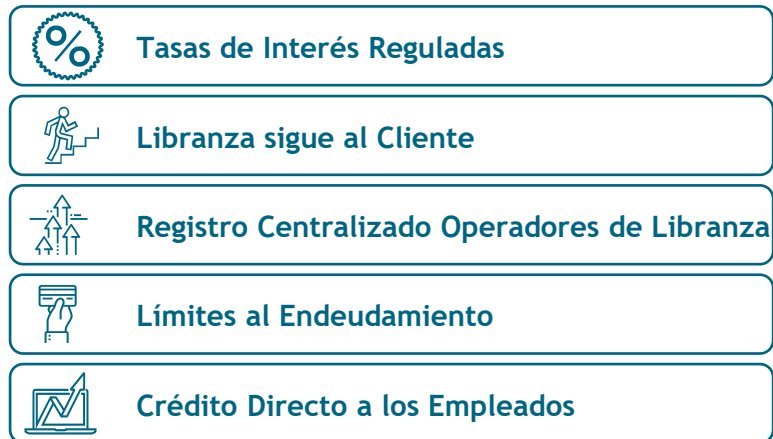 %
Tasas de Interés Reguladas
Libranza sigue al Cliente
Registro Centralizado Operadores de Libranza
Límites al Endeudamiento
Crédito Directo a los Empleados